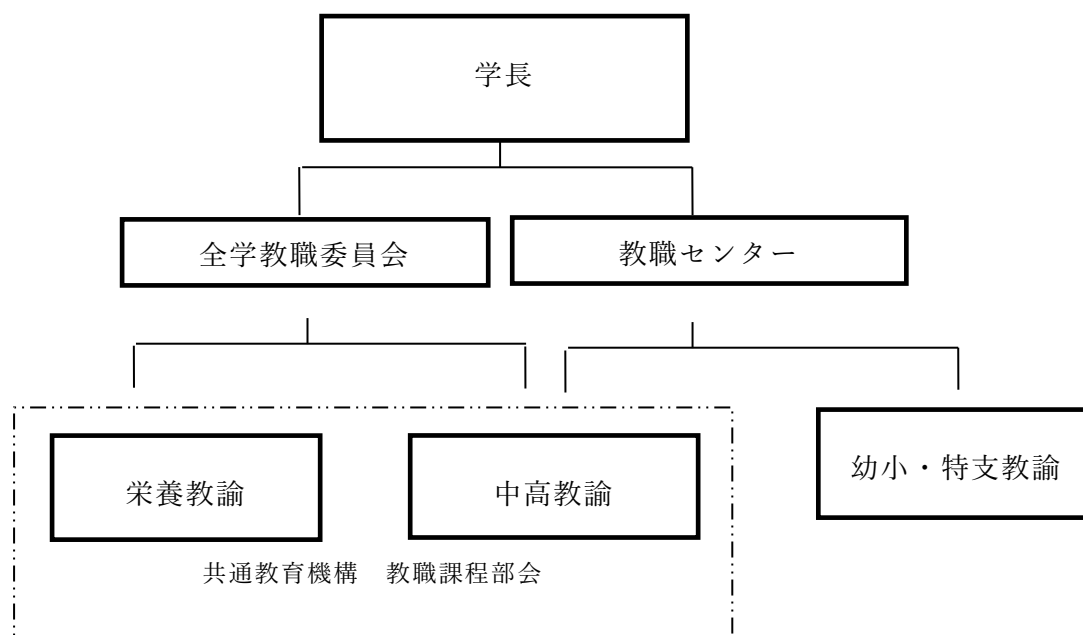 学長
全学教職委員会
教職センター
栄養教諭
中高教諭
幼小・特支教諭
共通教育機構　教職課程部会